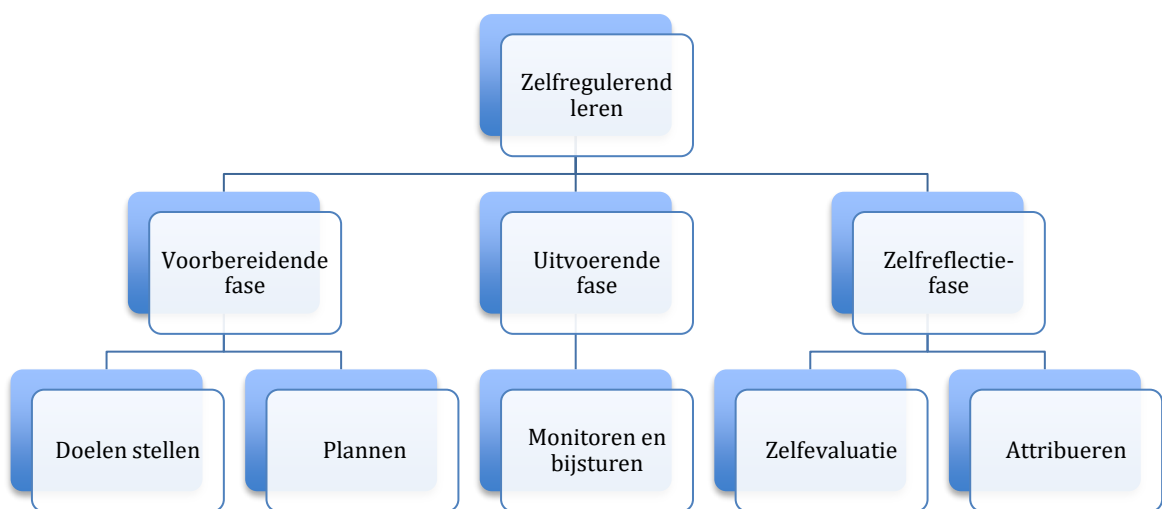 Zelfregulerend
leren
Voorbereidende
fase
Uitvoerende
fase
Zelfreflectie-
fase
Doelen stellen
Plannen
Monitoren en
bijsturen
Zelfevaluatie
Attribueren